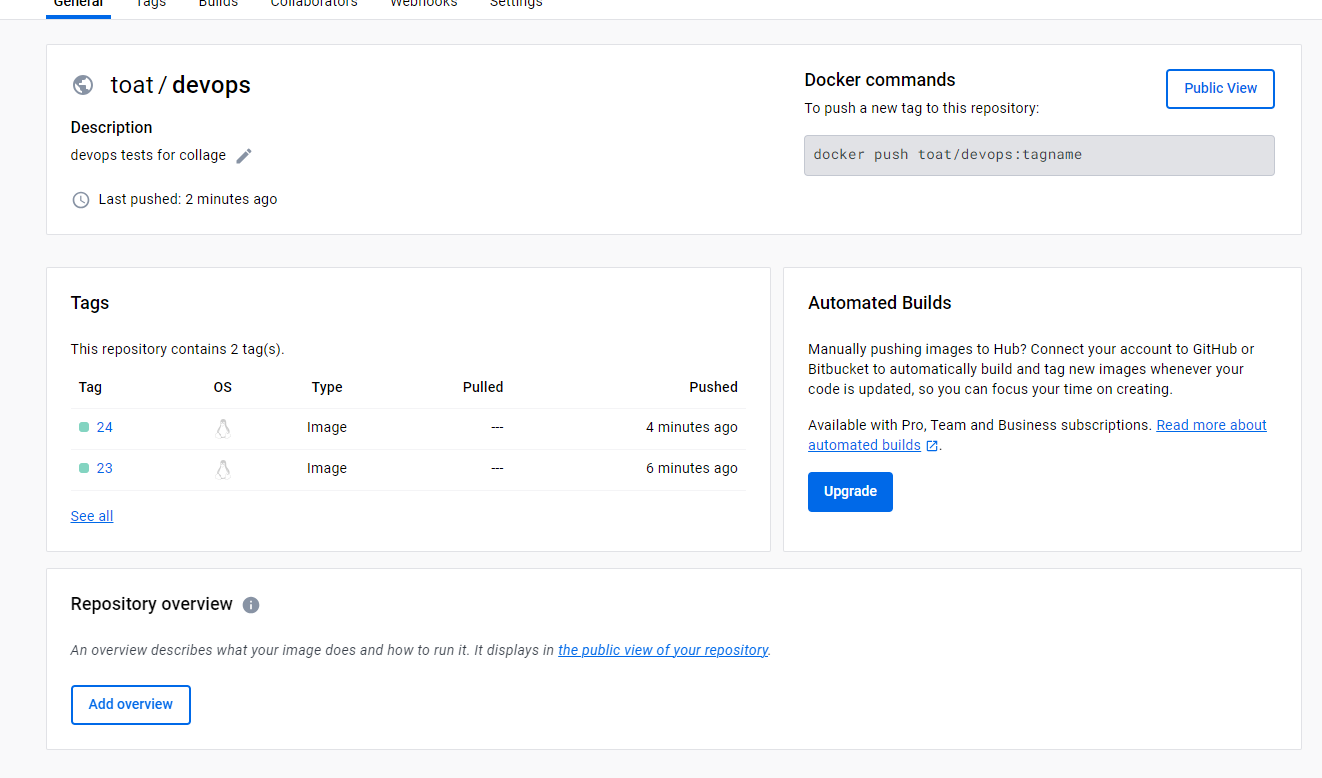 General Tags Builds Collaborators Webhooks Settings
toat / devops
Description
devops tests for collage
Last pushed: 2 minutes ago
Docker commands
Public View
To push a new tag to this repository:
docker push toat/devops:tagname
Tags
This repository contains 2 tag(s).
Tag OS Type Pulled Pushed
24 Image --- 4 minutes ago
23 Image --- 6 minutes ago
See all
Automated Builds
Manually pushing images to Hub? Connect your account to GitHub or
Bitbucket to automatically build and tag new images whenever your
code is updated, so you can focus your time on creating.
Available with Pro, Team and Business subscriptions. Read more about
automated builds .
Upgrade
Repository overview
An overview describes what your image does and how to run it. It displays in the public view of your repository.
Add overview